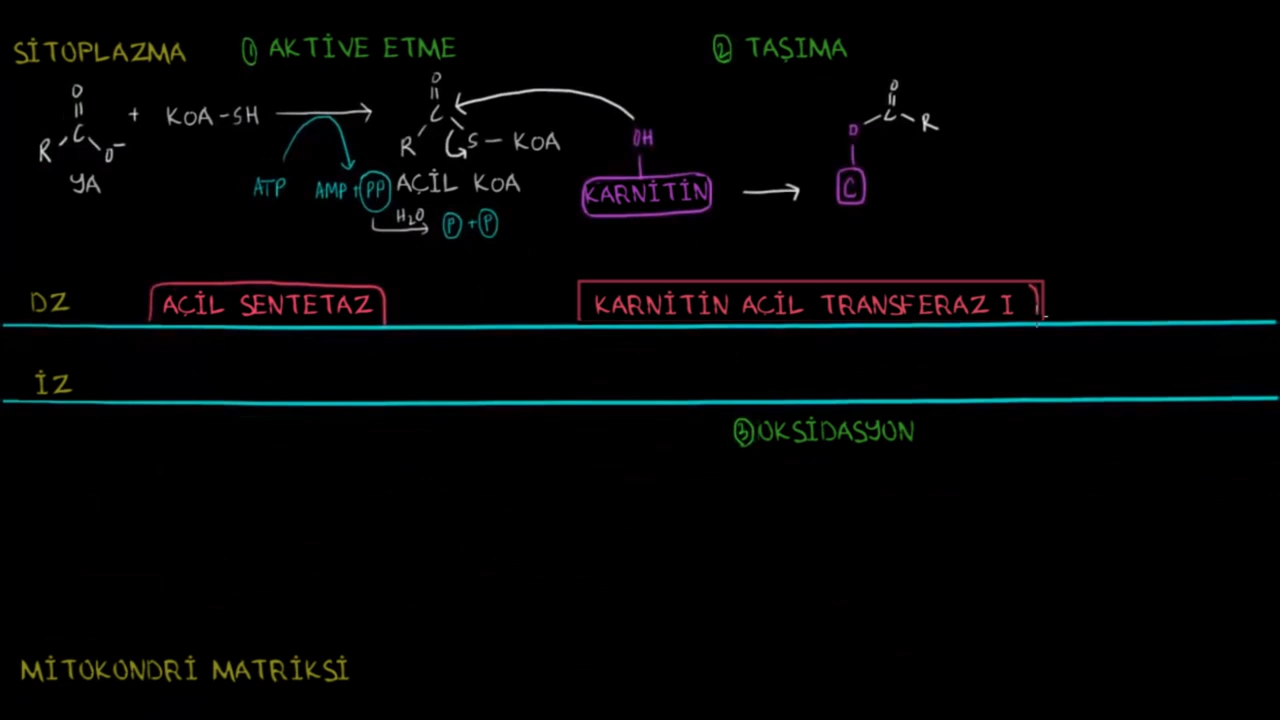 SİTOPLAZMA ① AKTİVE ETME ② TAŞIMA
O O O
C + KOA-SH C OH O C R
R O⁻ R S - KOA
YA ATP AMP + PP AÇİL KOA KARNİTİN C
H₂O P + P
DZ AÇİL SENTETAZ KARNİTİN AÇİL TRANSFERAZ I
İZ
③ OKSİDASYON
MİTOKONDRİ MATRİKSİ